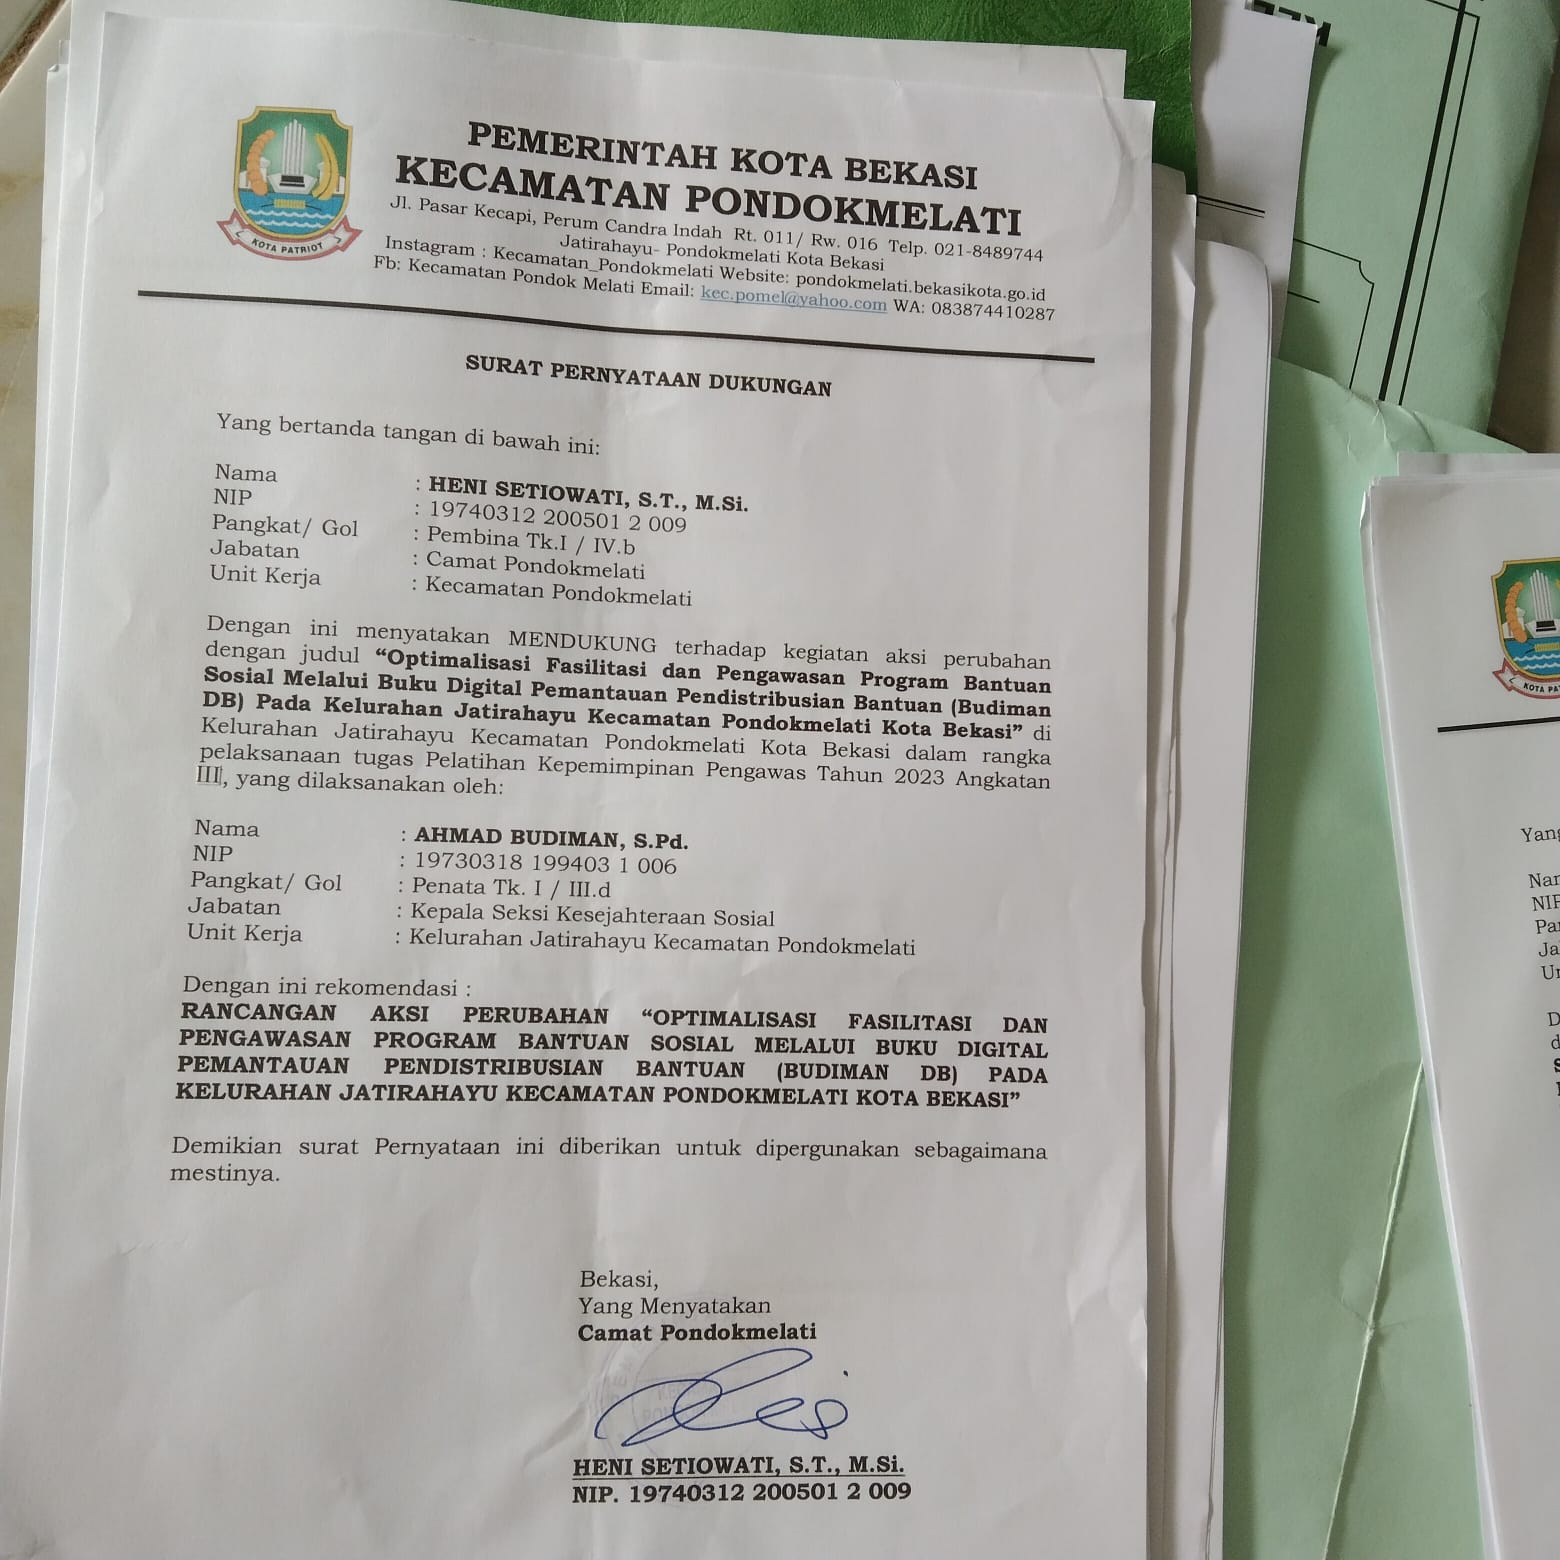 KOTA PATRIOT
PEMERINTAH KOTA BEKASI
KECAMATAN PONDOKMELATI
Jl. Pasar Kecapi, Perum Candra Indah Rt. 011/ Rw. 016 Telp. 021-8489744
Jatirahayu- Pondokmelati Kota Bekasi
Instagram : Kecamatan_Pondokmelati Website: pondokmelati.bekasikota.go.id
Fb: Kecamatan Pondok Melati Email: kec.pomel@yahoo.com WA: 083874410287
SURAT PERNYATAAN DUKUNGAN
Yang bertanda tangan di bawah ini:
Nama : HENI SETIOWATI, S.T., M.Si.
NIP : 19740312 200501 2 009
Pangkat/ Gol : Pembina Tk.I / IV.b
Jabatan : Camat Pondokmelati
Unit Kerja : Kecamatan Pondokmelati
Dengan ini menyatakan MENDUKUNG terhadap kegiatan aksi perubahan
dengan judul “Optimalisasi Fasilitasi dan Pengawasan Program Bantuan
Sosial Melalui Buku Digital Pemantauan Pendistribusian Bantuan (Budiman
DB) Pada Kelurahan Jatirahayu Kecamatan Pondokmelati Kota Bekasi” di
Kelurahan Jatirahayu Kecamatan Pondokmelati Kota Bekasi dalam rangka
pelaksanaan tugas Pelatihan Kepemimpinan Pengawas Tahun 2023 Angkatan
III, yang dilaksanakan oleh:
Nama : AHMAD BUDIMAN, S.Pd.
NIP : 19730318 199403 1 006
Pangkat/ Gol : Penata Tk. I / III.d
Jabatan : Kepala Seksi Kesejahteraan Sosial
Unit Kerja : Kelurahan Jatirahayu Kecamatan Pondokmelati
Dengan ini rekomendasi :
RANCANGAN AKSI PERUBAHAN “OPTIMALISASI FASILITASI DAN
PENGAWASAN PROGRAM BANTUAN SOSIAL MELALUI BUKU DIGITAL
PEMANTAUAN PENDISTRIBUSIAN BANTUAN (BUDIMAN DB) PADA
KELURAHAN JATIRAHAYU KECAMATAN PONDOKMELATI KOTA BEKASI”
Demikian surat Pernyataan ini diberikan untuk dipergunakan sebagaimana
mestinya.
Bekasi,
Yang Menyatakan
Camat Pondokmelati
HENI SETIOWATI, S.T., M.Si.
NIP. 19740312 200501 2 009